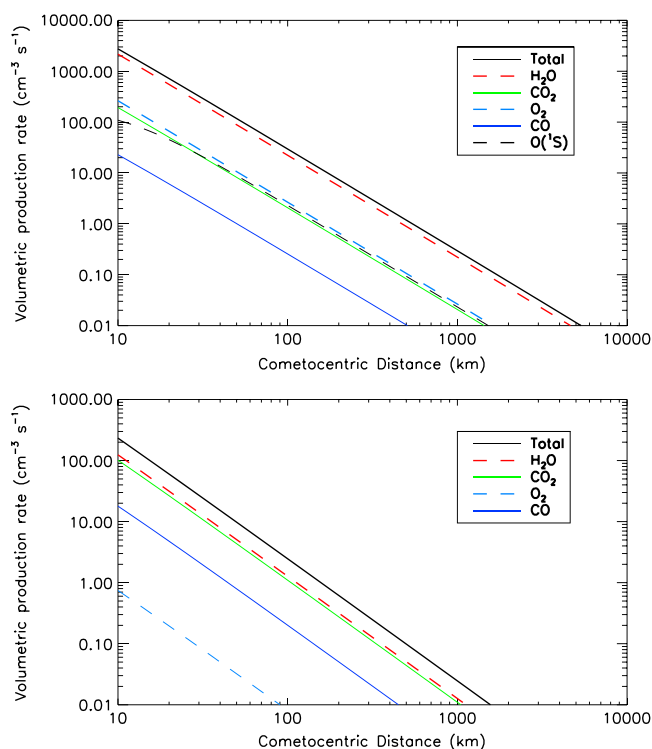 10000.00
1000.00
100.00
10.00
1.00
0.10
0.01
Volumetric production rate (cm⁻³ s⁻¹)
Total
H₂O
CO₂
O₂
CO
O(¹S)
10 100 1000 10000
Cometocentric Distance (km)
1000.00
100.00
10.00
1.00
0.10
0.01
Volumetric production rate (cm⁻³ s⁻¹)
Total
H₂O
CO₂
O₂
CO
10 100 1000 10000
Cometocentric Distance (km)